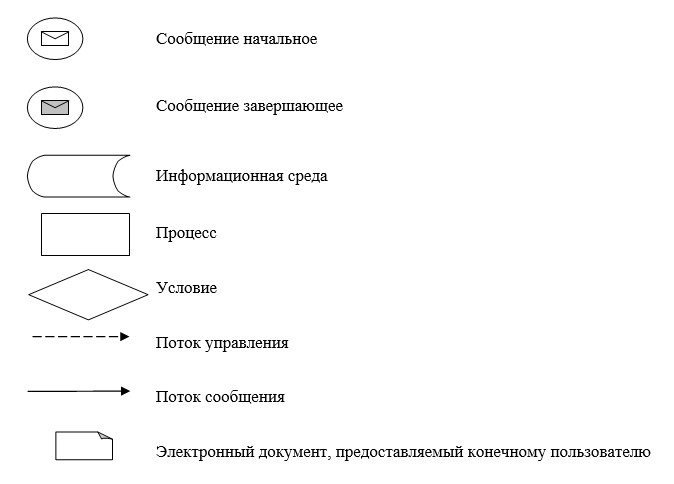 Сообщение начальное
Сообщение завершающее
Информационная среда
Процесс
Условие
Поток управления
Поток сообщения
Электронный документ, предоставляемый конечному пользователю